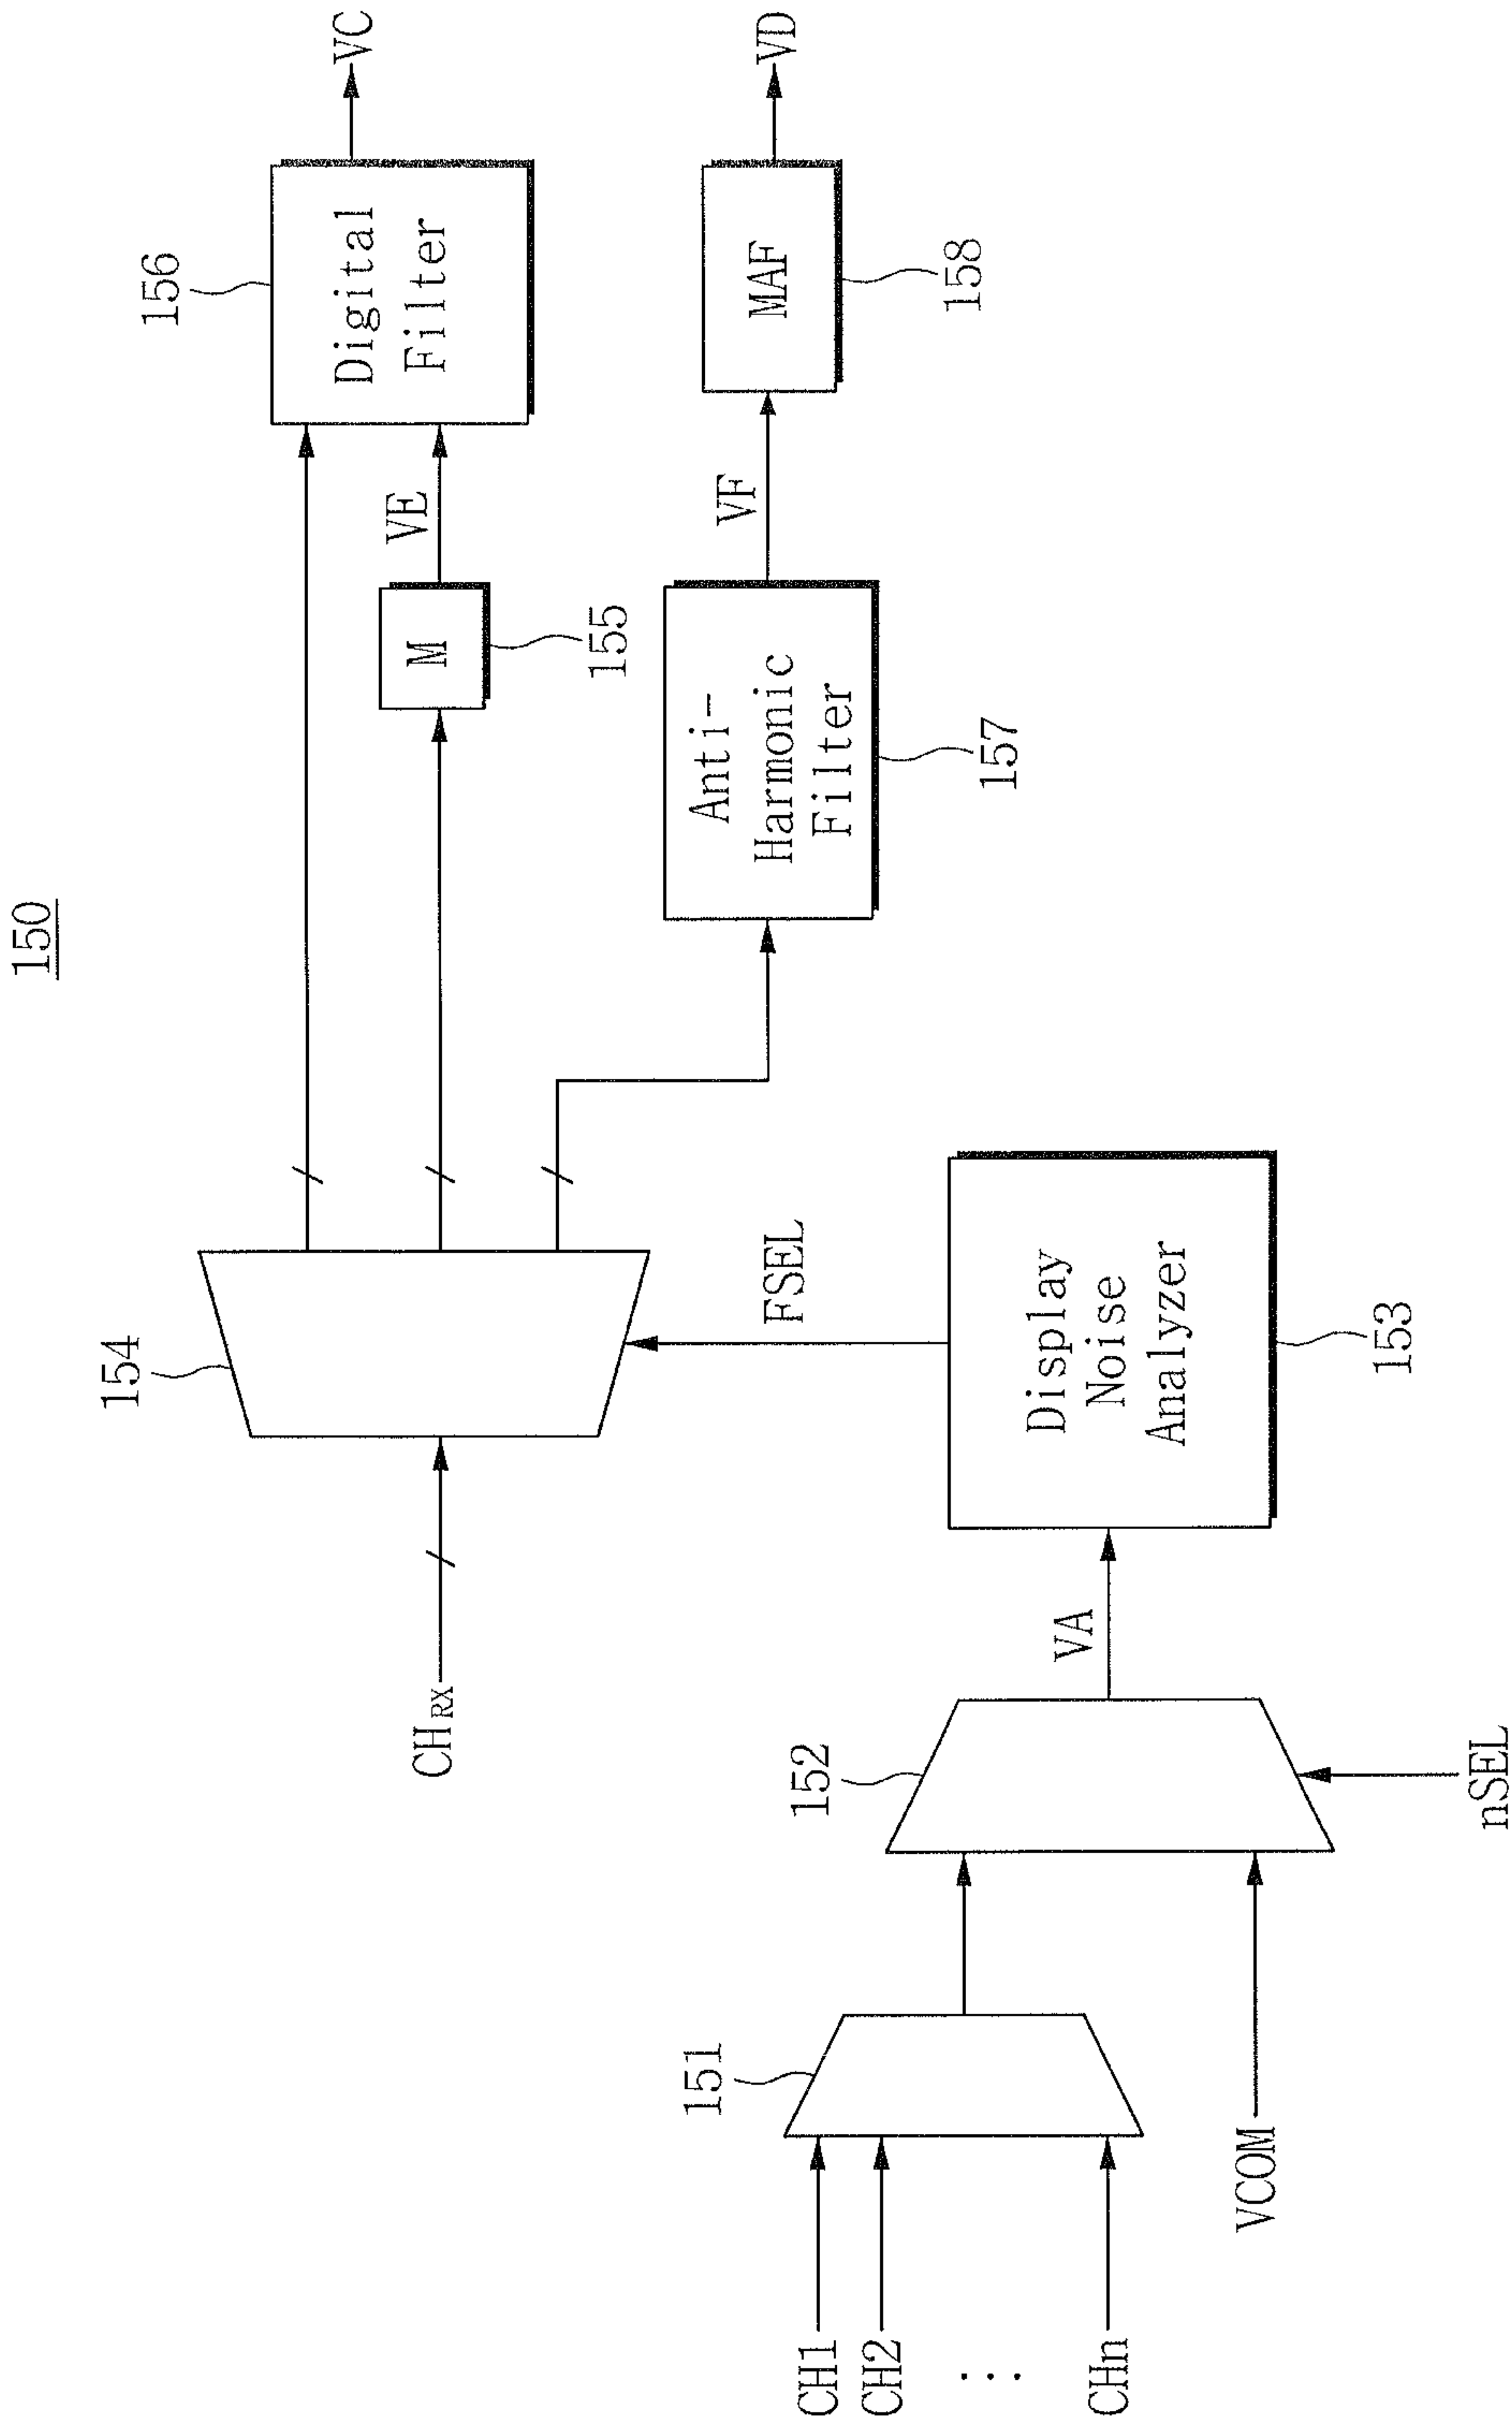 150
154
CHRX
156
Digital
Filter
VC
M
155
VE
Anti-
Harmonic
Filter
157
VF
MAF
158
VD
FSEL
Display
Noise
Analyzer
153
VA
152
nSEL
151
CH1
CH2
...
CHn
VCOM